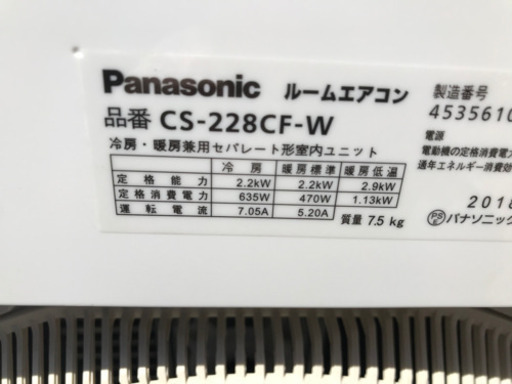 Panasonic ルームエアコン
品番 CS-228CF-W
冷房・暖房兼用セパレート形室内ユニット
冷房 暖房標準 暖房低温
定格能力 2.2kW 2.2kW 2.9kW
定格消費電力 635W 470W 1.13kW
運転電流 7.05A 5.20A
質量 7.5 kg
製造番号
4535610
電源
電動機の定格消費電力
通年エネルギー消費効
2018
PS E パナソニック